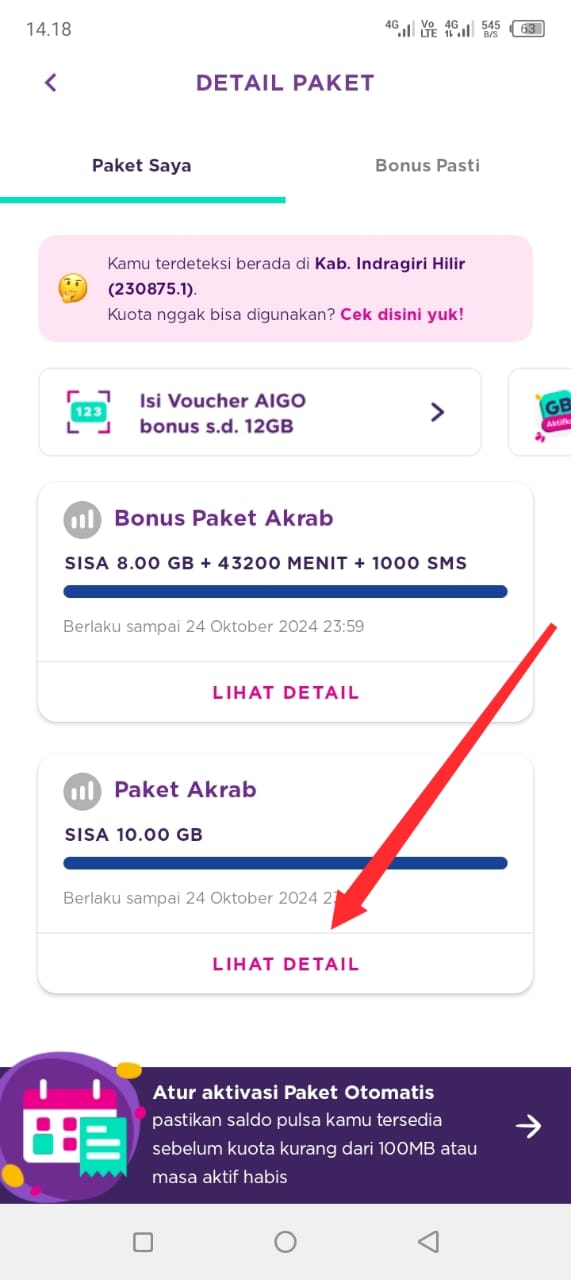 14.18
4G Vo LTE 4G 545 B/S 63
DETAIL PAKET
Paket Saya
Bonus Pasti
Kamu terdeteksi berada di Kab. Indragiri Hilir
(230875.1).
Kuota nggak bisa digunakan? Cek disini yuk!
123
Isi Voucher AIGO
bonus s.d. 12GB
GB
Aktifk
Bonus Paket Akrab
SISA 8.00 GB + 43200 MENIT + 1000 SMS
Berlaku sampai 24 Oktober 2024 23:59
LIHAT DETAIL
Paket Akrab
SISA 10.00 GB
Berlaku sampai 24 Oktober 2024
LIHAT DETAIL
Atur aktivasi Paket Otomatis
pastikan saldo pulsa kamu tersedia
sebelum kuota kurang dari 100MB atau
masa aktif habis